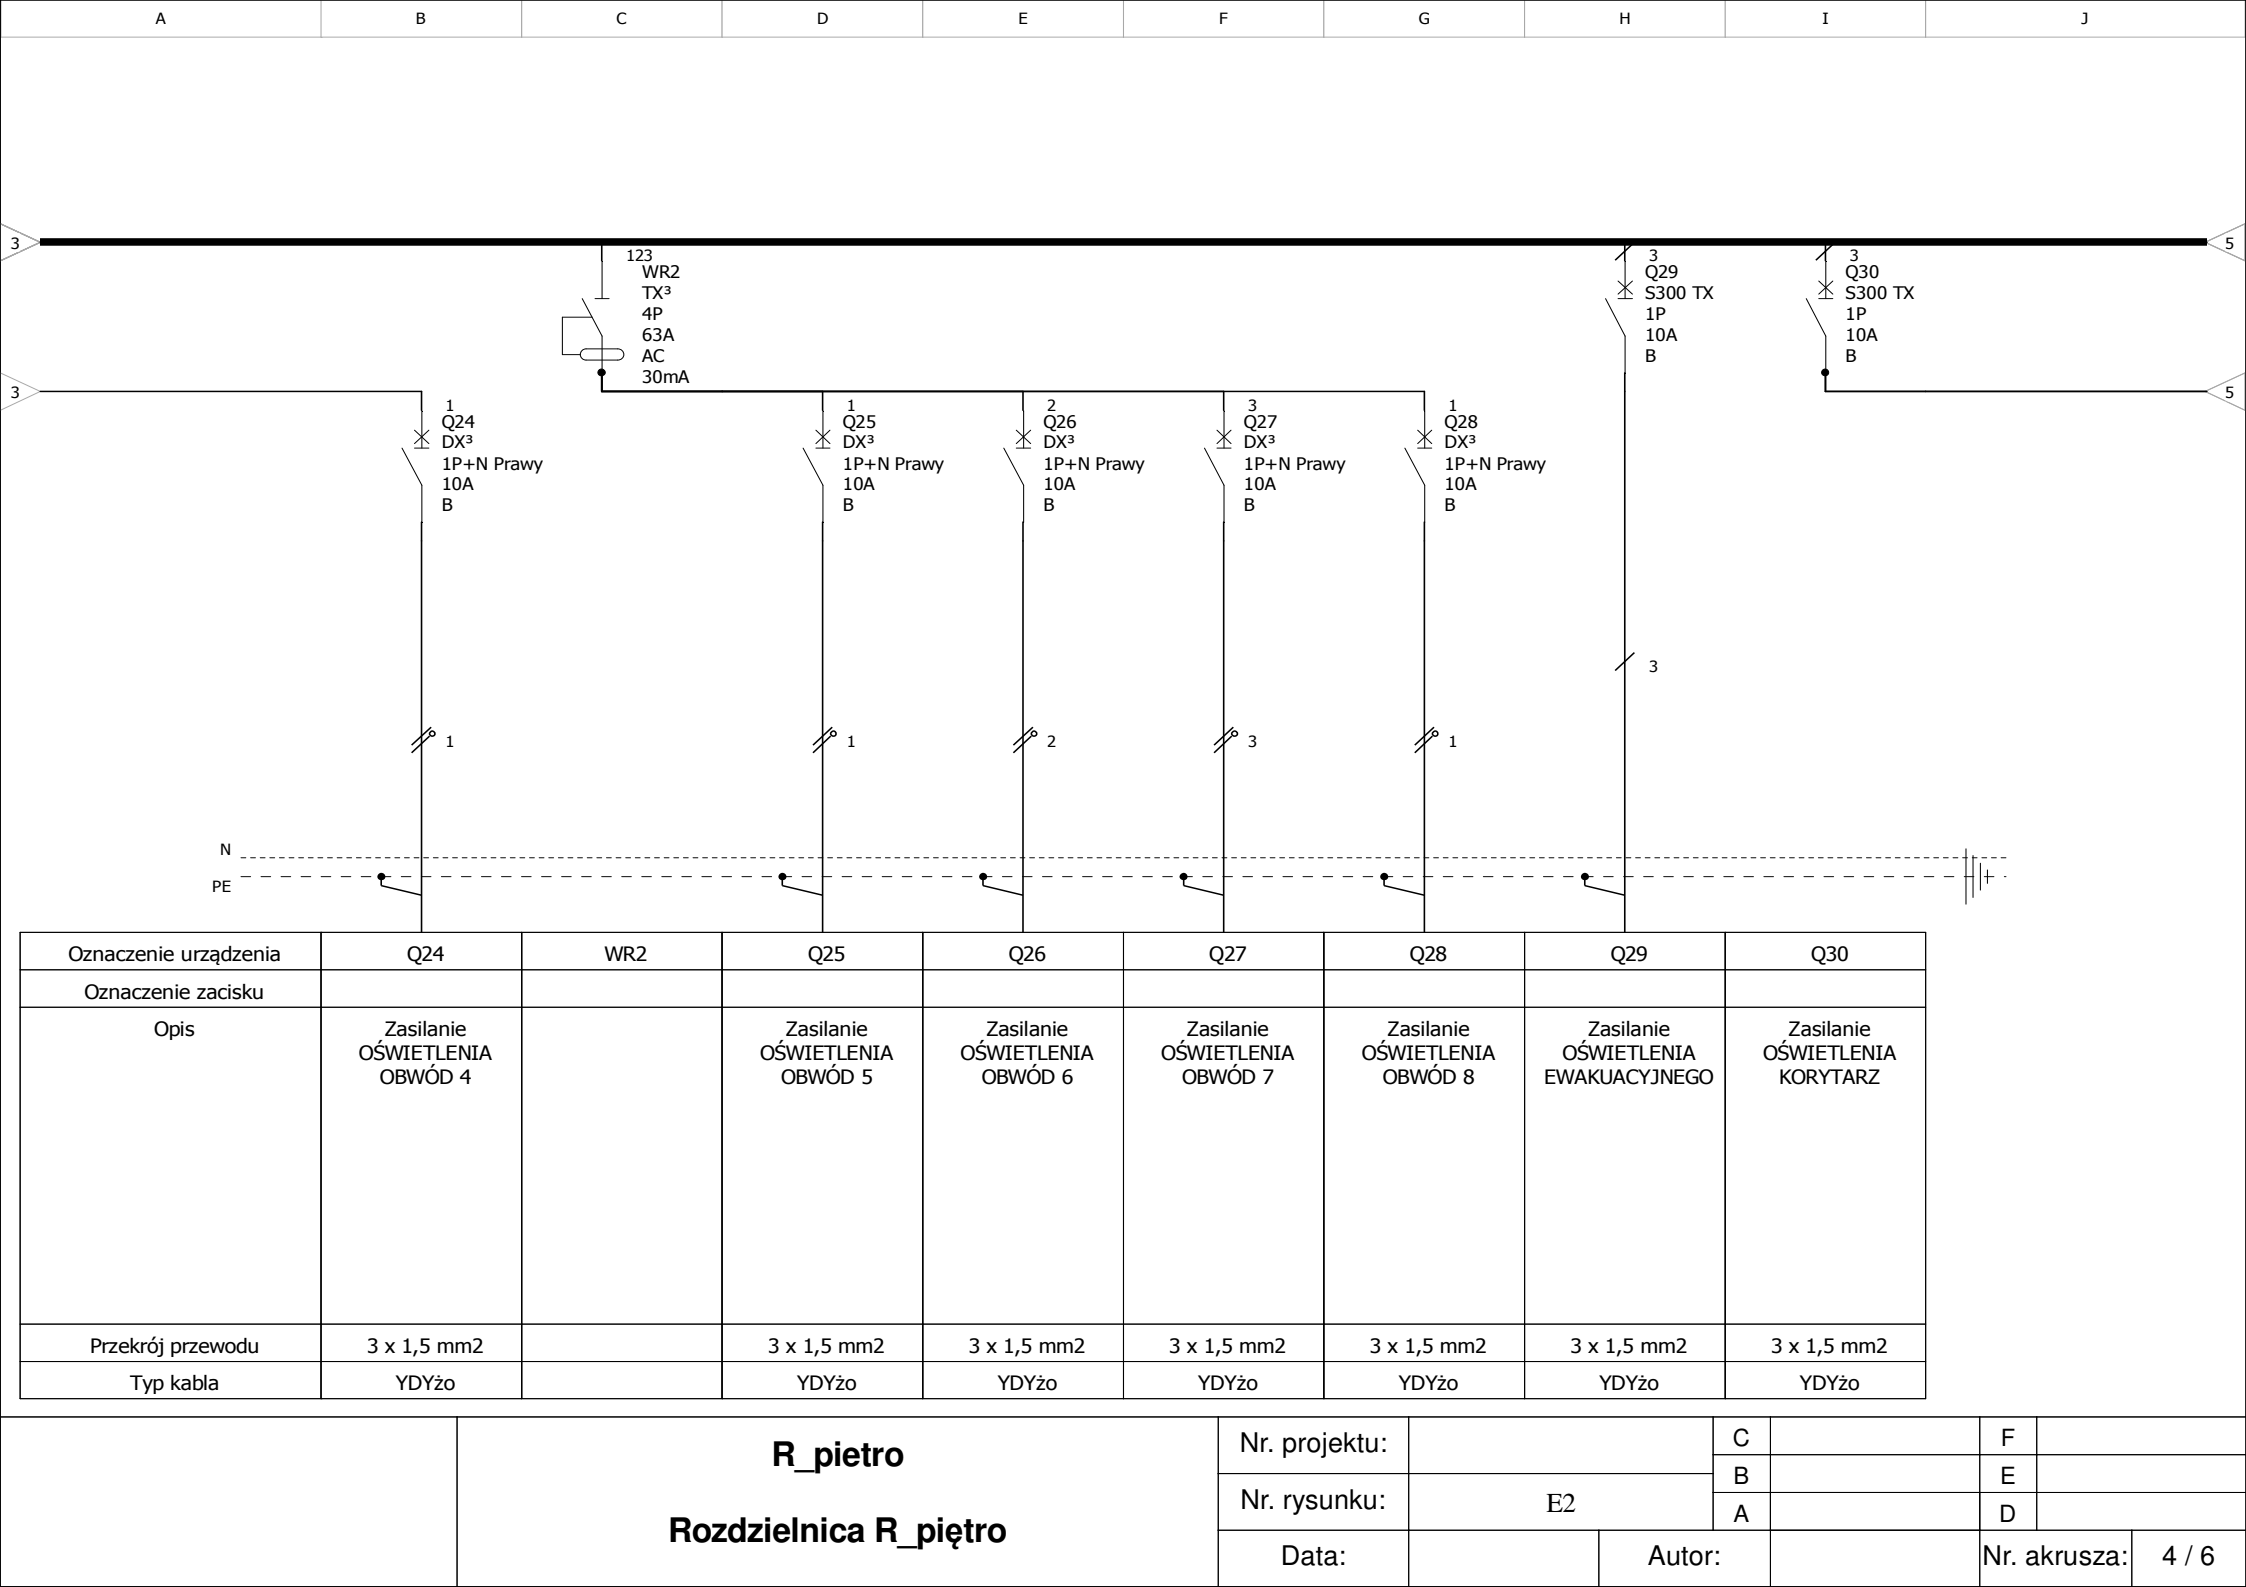 A B C D E F G H I J
3 5
123 3 3
WR2 Q29 Q30
TX³ S300 TX S300 TX
4P 1P 1P
63A 10A 10A
AC B B
30mA
3 5
1 1 2 3 1
Q24 Q25 Q26 Q27 Q28
DX³ DX³ DX³ DX³ DX³
1P+N Prawy 1P+N Prawy 1P+N Prawy 1P+N Prawy 1P+N Prawy
10A 10A 10A 10A 10A
B B B B B
3
1 1 2 3 1
N
PE
Oznaczenie urządzenia Q24 WR2 Q25 Q26 Q27 Q28 Q29 Q30
Oznaczenie zacisku
Opis Zasilanie Zasilanie Zasilanie Zasilanie Zasilanie Zasilanie Zasilanie
OŚWIETLENIA OŚWIETLENIA OŚWIETLENIA OŚWIETLENIA OŚWIETLENIA OŚWIETLENIA OŚWIETLENIA
OBWÓD 4 OBWÓD 5 OBWÓD 6 OBWÓD 7 OBWÓD 8 EWAKUACYJNEGO KORYTARZ
Przekrój przewodu 3 x 1,5 mm2 3 x 1,5 mm2 3 x 1,5 mm2 3 x 1,5 mm2 3 x 1,5 mm2 3 x 1,5 mm2 3 x 1,5 mm2
Typ kabla YDYżo YDYżo YDYżo YDYżo YDYżo YDYżo YDYżo
R_pietro
Rozdzielnica R_piętro
Nr. projektu: C F
B E
Nr. rysunku: E2 A D
Data: Autor: Nr. akrusza: 4 / 6